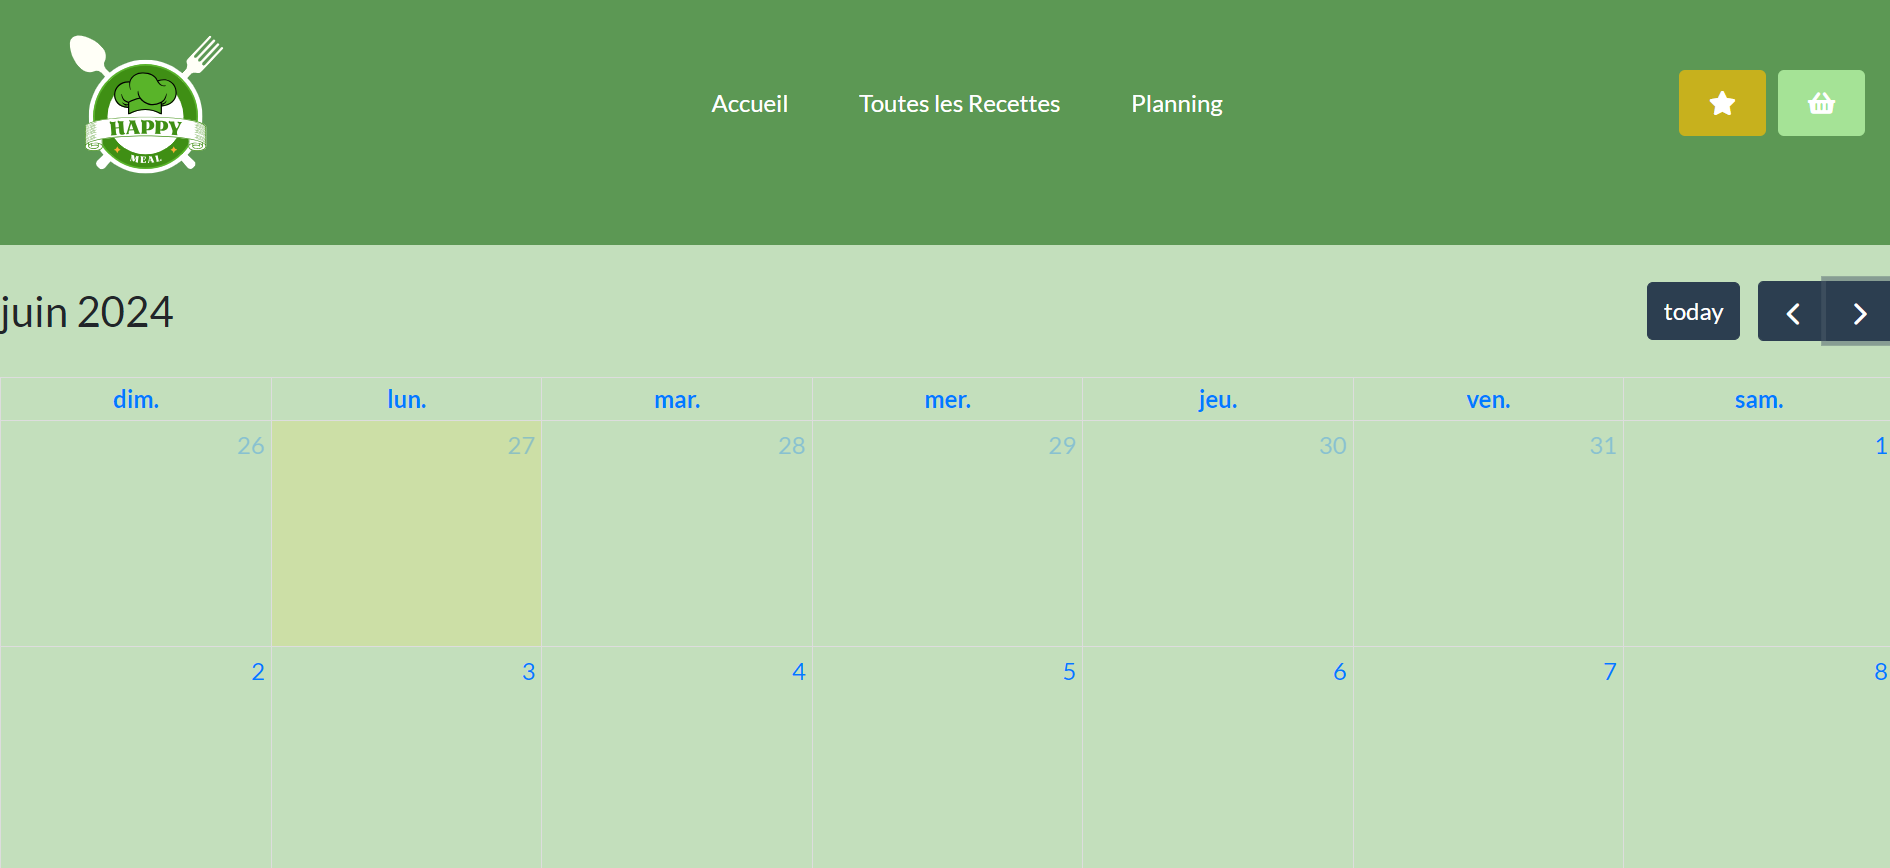 HAPPY
MEAL
Accueil Toutes les Recettes Planning
juin 2024
today
dim. lun. mar. mer. jeu. ven. sam.
26 27 28 29 30 31 1
2 3 4 5 6 7 8